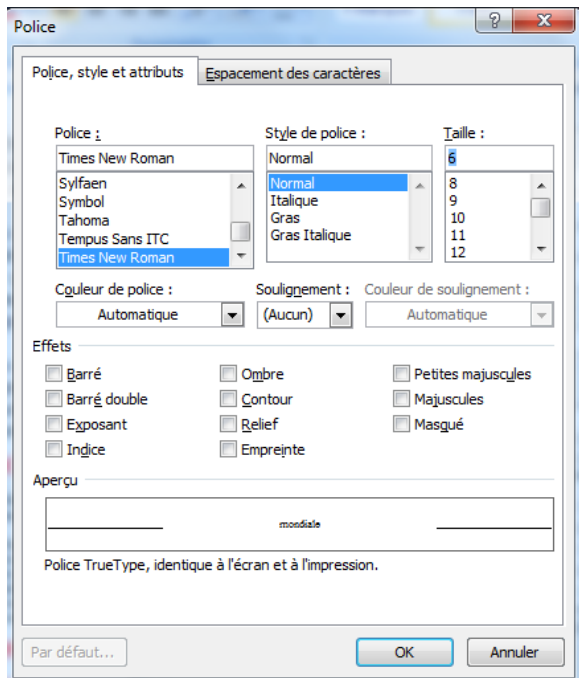 Police
Police, style et attributs Espacement des caractères
Police : Style de police : Taille :
Times New Roman Normal 6
Sylfaen Normal 8
Symbol Italique 9
Tahoma Gras 10
Tempus Sans ITC Gras Italique 11
Times New Roman 12
Couleur de police : Soulignement : Couleur de soulignement :
Automatique (Aucun) Automatique
Effets
Barré Ombre Petites majuscules
Barré double Contour Majuscules
Exposant Relief Masqué
Indice Empreinte
Aperçu
mondiale
Police TrueType, identique à l'écran et à l'impression.
Par défaut... OK Annuler